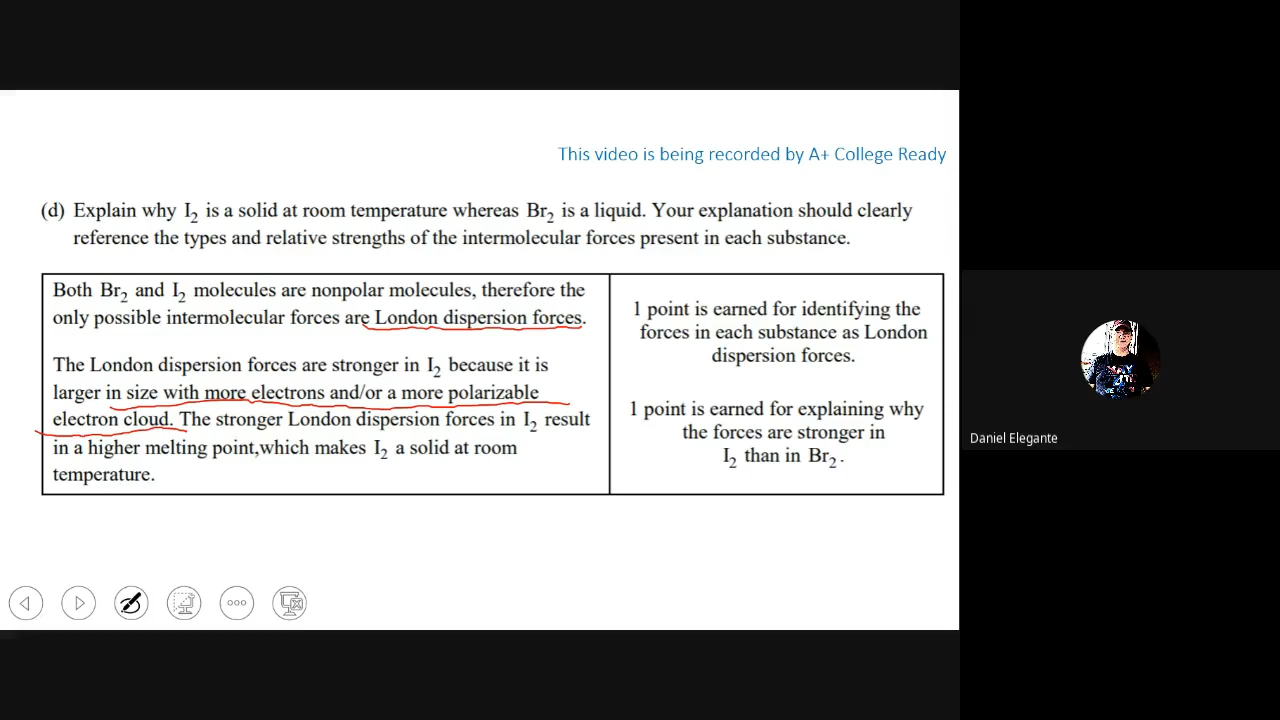 This video is being recorded by A+ College Ready
(d) Explain why I₂ is a solid at room temperature whereas Br₂ is a liquid. Your explanation should clearly
reference the types and relative strengths of the intermolecular forces present in each substance.
Both Br₂ and I₂ molecules are nonpolar molecules, therefore the
only possible intermolecular forces are London dispersion forces.
The London dispersion forces are stronger in I₂ because it is
larger in size with more electrons and/or a more polarizable
electron cloud. The stronger London dispersion forces in I₂ result
in a higher melting point,which makes I₂ a solid at room
temperature.
1 point is earned for identifying the
forces in each substance as London
dispersion forces.
1 point is earned for explaining why
the forces are stronger in
I₂ than in Br₂.
Daniel Elegante